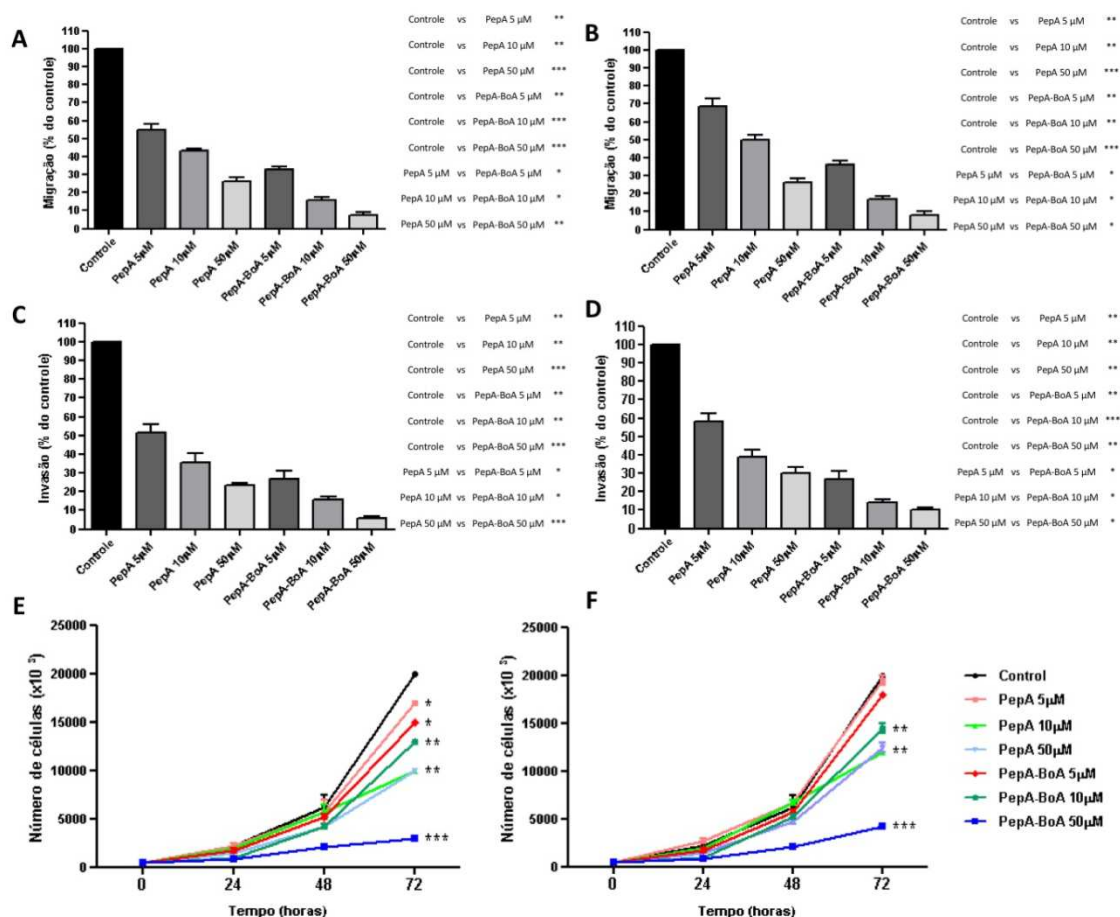 A
Migração (% do controle)
110
100
90
80
70
60
50
40
30
20
10
0
Controle
PepA 5µM
PepA 10µM
PepA 50µM
PepA-BoA 5µM
PepA-BoA 10µM
PepA-BoA 50µM
Controle vs PepA 5 µM **
Controle vs PepA 10 µM **
Controle vs PepA 50 µM ***
Controle vs PepA-BoA 5 µM **
Controle vs PepA-BoA 10 µM ***
Controle vs PepA-BoA 50 µM ***
PepA 5 µM vs PepA-BoA 5 µM *
PepA 10 µM vs PepA-BoA 10 µM *
PepA 50 µM vs PepA-BoA 50 µM **
B
Migração (% do controle)
110
100
90
80
70
60
50
40
30
20
10
0
Controle
PepA 5µM
PepA 10µM
PepA 50µM
PepA-BoA 5µM
PepA-BoA 10µM
PepA-BoA 50µM
Controle vs PepA 5 µM **
Controle vs PepA 10 µM **
Controle vs PepA 50 µM ***
Controle vs PepA-BoA 5 µM **
Controle vs PepA-BoA 10 µM **
Controle vs PepA-BoA 50 µM ***
PepA 5 µM vs PepA-BoA 5 µM *
PepA 10 µM vs PepA-BoA 10 µM *
PepA 50 µM vs PepA-BoA 50 µM *
C
Invasão (% do controle)
110
100
90
80
70
60
50
40
30
20
10
0
Controle
PepA 5µM
PepA 10µM
PepA 50µM
PepA-BoA 5µM
PepA-BoA 10µM
PepA-BoA 50µM
Controle vs PepA 5 µM **
Controle vs PepA 10 µM **
Controle vs PepA 50 µM ***
Controle vs PepA-BoA 5 µM **
Controle vs PepA-BoA 10 µM **
Controle vs PepA-BoA 50 µM ***
PepA 5 µM vs PepA-BoA 5 µM *
PepA 10 µM vs PepA-BoA 10 µM *
PepA 50 µM vs PepA-BoA 50 µM ***
D
Invasão (% do controle)
110
100
90
80
70
60
50
40
30
20
10
0
Controle
PepA 5µM
PepA 10µM
PepA 50µM
PepA-BoA 5µM
PepA-BoA 10µM
PepA-BoA 50µM
Controle vs PepA 5 µM **
Controle vs PepA 10 µM **
Controle vs PepA 50 µM **
Controle vs PepA-BoA 5 µM **
Controle vs PepA-BoA 10 µM ***
Controle vs PepA-BoA 50 µM **
PepA 5 µM vs PepA-BoA 5 µM *
PepA 10 µM vs PepA-BoA 10 µM *
PepA 50 µM vs PepA-BoA 50 µM *
E
Número de células (x10 ³)
25000
20000
15000
10000
5000
0
0 24 48 72
Tempo (horas)
*
*
**
**
***
F
Número de células (x10 ³)
25000
20000
15000
10000
5000
0
0 24 48 72
Tempo (horas)
**
**
***
Control
PepA 5µM
PepA 10µM
PepA 50µM
PepA-BoA 5µM
PepA-BoA 10µM
PepA-BoA 50µM